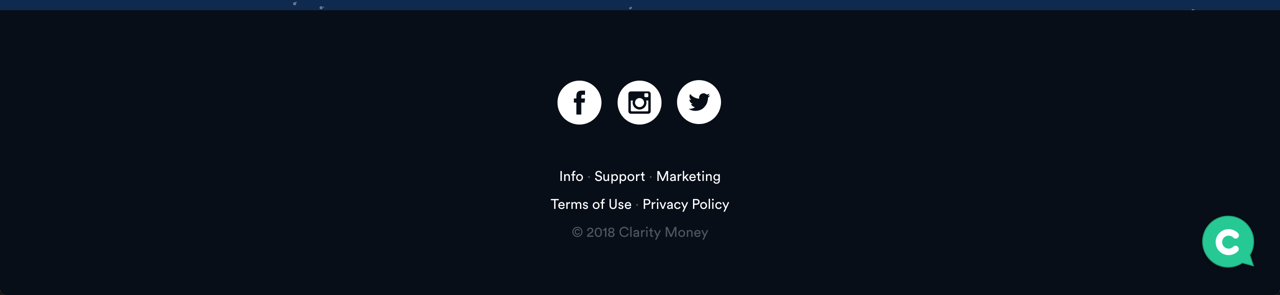 Info · Support · Marketing
Terms of Use · Privacy Policy
© 2018 Clarity Money